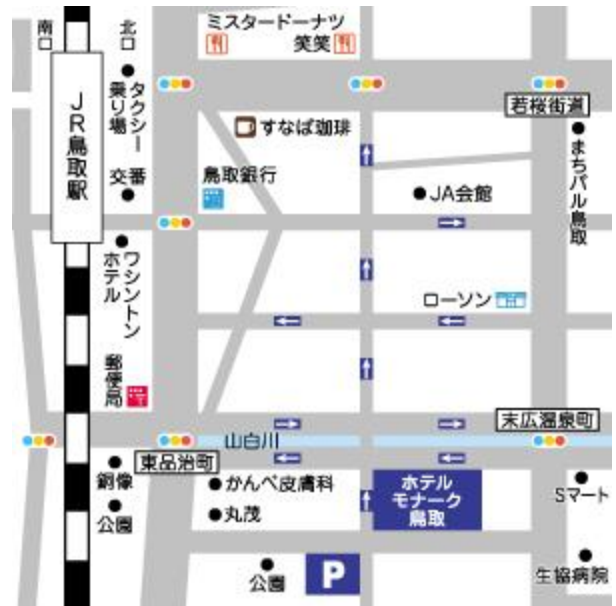 南口
北口
ミスタードーナツ
笑笑
JR鳥取駅
タクシー
乗り場
交番
すなば珈琲
若桜街道
まちパル鳥取
鳥取銀行
JA会館
ワシントン
ホテル
ローソン
郵便局
山白川
末広温泉町
東品治町
銅像
公園
かんべ皮膚科
丸茂
ホテル
モナーク
鳥取
Sマート
公園
P
生協病院